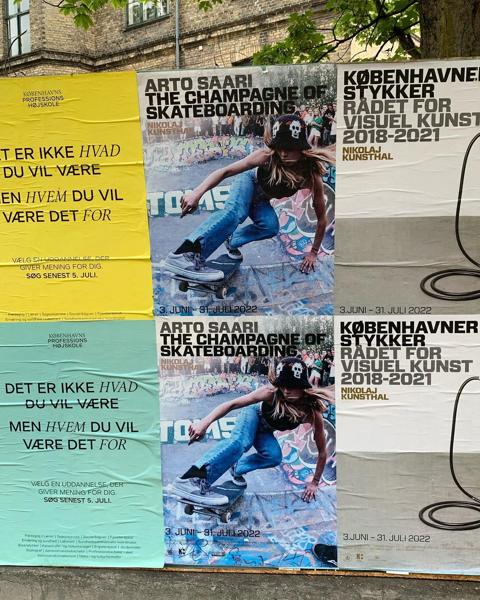 KØBENHAVNS
PROFESSIONS
HØJSKOLE
ET ER IKKE HVAD
DU VIL VÆRE
EN HVEM DU VIL
VÆRE DET FOR
VÆLG EN UDDANNELSE, DER
GIVER MENING FOR DIG.
SØG SENEST 5. JULI.
ARTO SAARI
THE CHAMPAGNE OF
SKATEBOARDING
NIKOLAJ
KUNSTHAL
3. JUNI – 31. JULI 2022
KØBENHAVNE
STYKKER
RÅDET FOR
VISUEL KUNST
2018-2021
NIKOLAJ
KUNSTHAL
3. JUNI – 31. JULI 2022
KØBENHAVNS
PROFESSIONS
HØJSKOLE
DET ER IKKE HVAD
DU VIL VÆRE
MEN HVEM DU VIL
VÆRE DET FOR
VÆLG EN UDDANNELSE, DER
GIVER MENING FOR DIG.
SØG SENEST 5. JULI.
ARTO SAARI
THE CHAMPAGNE OF
SKATEBOARDING
NIKOLAJ
KUNSTHAL
3. JUNI – 31. JULI 2022
KØBENHAVNER
STYKKER
RÅDET FOR
VISUEL KUNST
2018-2021
NIKOLAJ
KUNSTHAL
3. JUNI – 31. JULI 2022